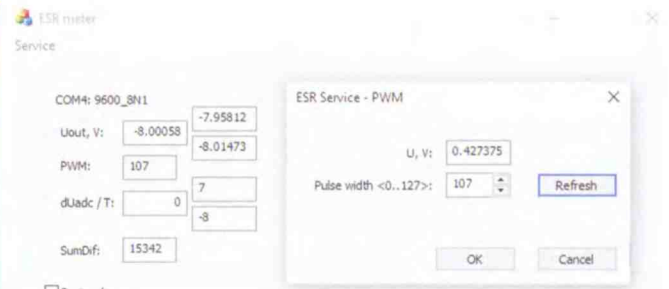 ESR meter
Service
COM4: 9600_8N1
Uout, V: -8.00058
-7.95812
-8.01473
PWM: 107
dUadc / T: 0
7
-8
SumDif: 15342
ESR Service - PWM
U, V: 0.427375
Pulse width <0..127>: 107
Refresh
OK
Cancel